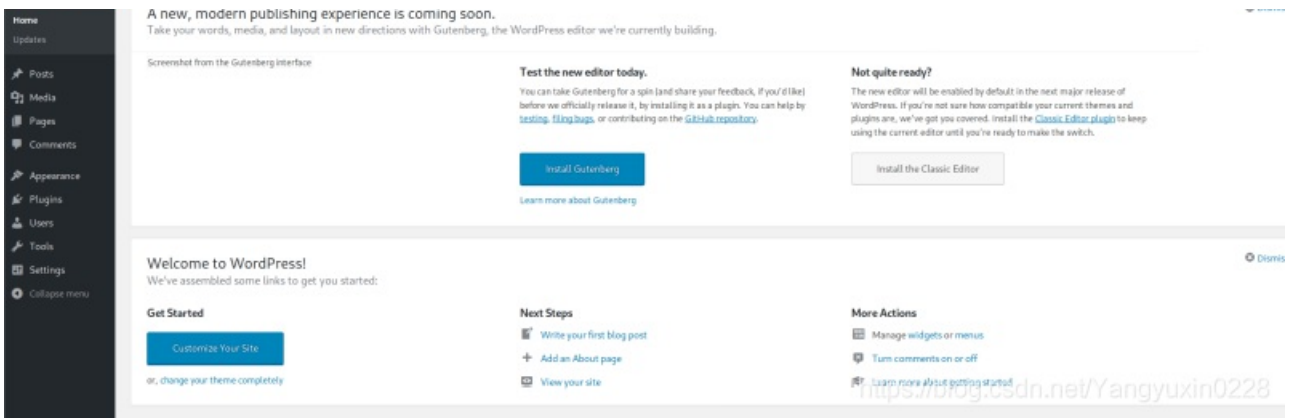 Home
Updates
Posts
Media
Pages
Comments
Appearance
Plugins
Users
Tools
Settings
Collapse menu
A new, modern publishing experience is coming soon.
Take your words, media, and layout in new directions with Gutenberg, the WordPress editor we're currently building.
Screenshot from the Gutenberg interface
Test the new editor today.
You can take Gutenberg for a spin (and share your feedback, if you'd like)
before we officially release it, by installing it as a plugin. You can help by
testing, filing bugs, or contributing on the GitHub repository.
Install Gutenberg
Learn more about Gutenberg
Not quite ready?
The new editor will be enabled by default in the next major release of
WordPress. If you're not sure how compatible your current themes and
plugins are, we've got you covered. Install the Classic Editor plugin to keep
using the current editor until you're ready to make the switch.
Install the Classic Editor
Welcome to WordPress!
We've assembled some links to get you started:
Dismis
Get Started
Customize Your Site
or, change your theme completely
Next Steps
Write your first blog post
Add an About page
View your site
More Actions
Manage widgets or menus
Turn comments on or off
Learn more about getting started
https://blog.csdn.net/Yangyuxin0228